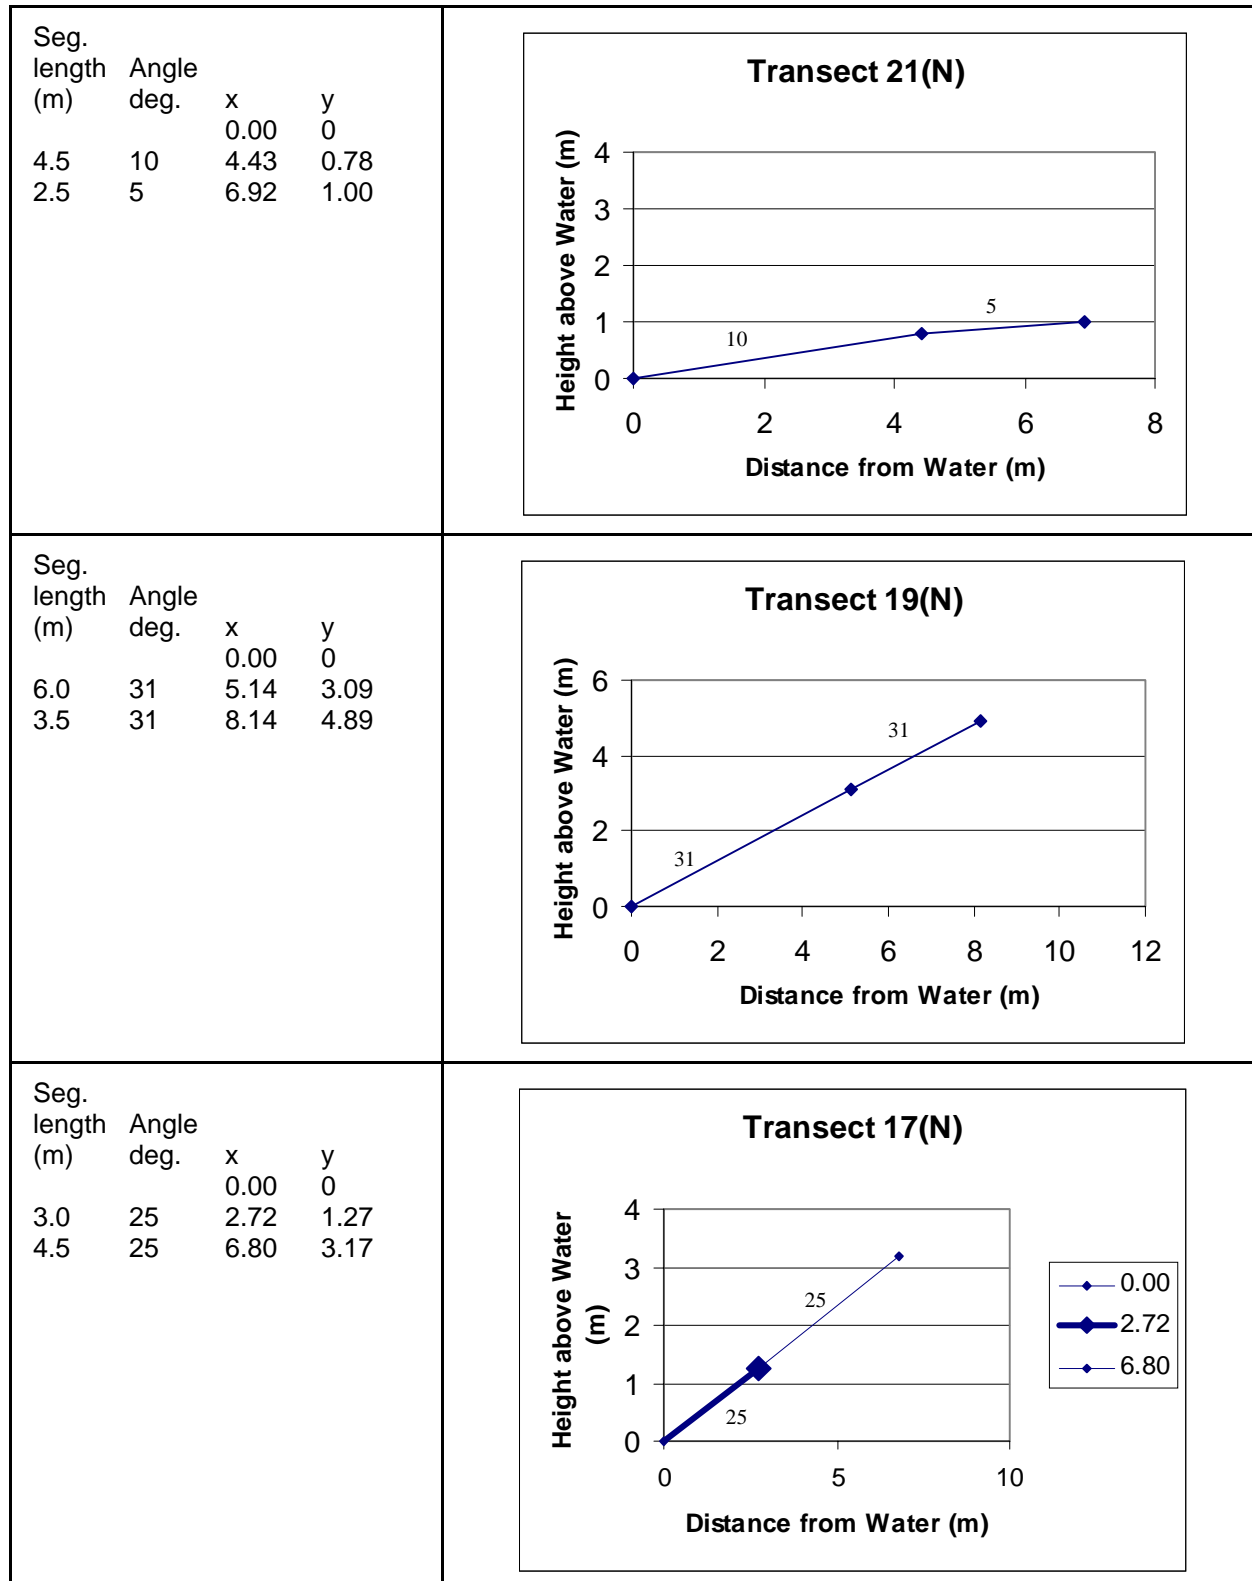 Seg.
length Angle
(m) deg. x y
0.00 0
4.5 10 4.43 0.78
2.5 5 6.92 1.00
Transect 21(N)
Height above Water (m)
4
3
2
1
0
10
5
0 2 4 6 8
Distance from Water (m)
Seg.
length Angle
(m) deg. x y
0.00 0
6.0 31 5.14 3.09
3.5 31 8.14 4.89
Transect 19(N)
Height above Water (m)
6
4
2
0
31
31
0 2 4 6 8 10 12
Distance from Water (m)
Seg.
length Angle
(m) deg. x y
0.00 0
3.0 25 2.72 1.27
4.5 25 6.80 3.17
Transect 17(N)
Height above Water
(m)
4
3
2
1
0
25
25
0 5 10
Distance from Water (m)
0.00
2.72
6.80